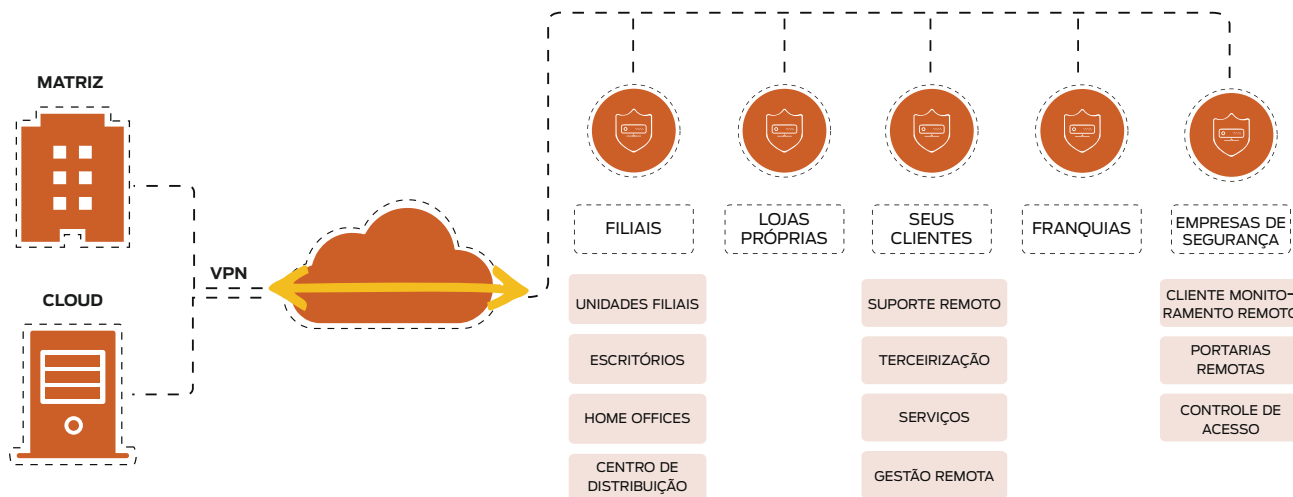 MATRIZ
VPN
CLOUD
FILIAIS
UNIDADES FILIAIS
ESCRITÓRIOS
HOME OFFICES
CENTRO DE
DISTRIBUIÇÃO
LOJAS
PRÓPRIAS
SEUS
CLIENTES
SUPORTE REMOTO
TERCEIRIZAÇÃO
SERVIÇOS
GESTÃO REMOTA
FRANQUIAS
EMPRESAS DE
SEGURANÇA
CLIENTE MONITO-
RAMENTO REMOTO
PORTARIAS
REMOTAS
CONTROLE DE
ACESSO